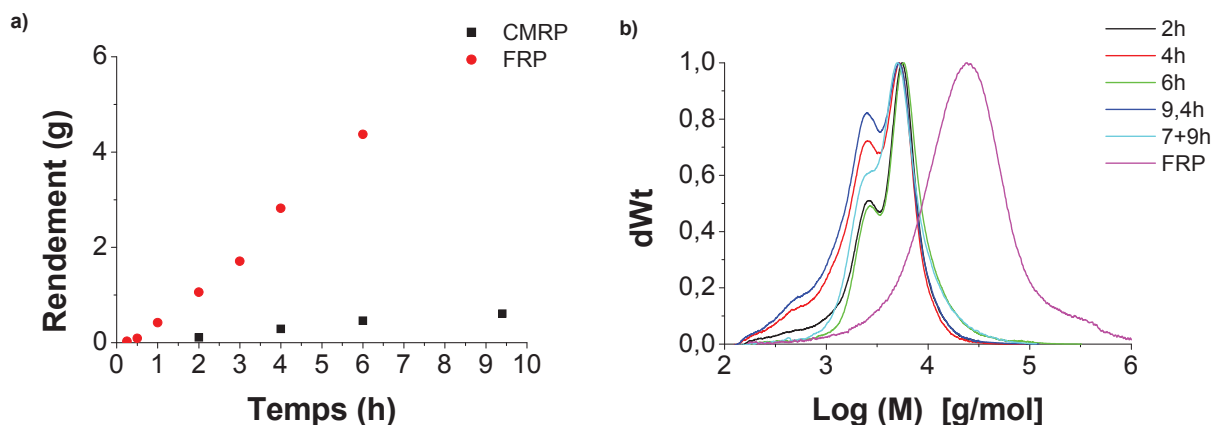 a)
CMRP
FRP
Rendement (g)
6
4
2
0
0 1 2 3 4 5 6 7 8 9 10
Temps (h)
b)
2h
4h
6h
9,4h
7+9h
FRP
dWt
1,0
0,8
0,6
0,4
0,2
0,0
2 3 4 5 6
Log (M) [g/mol]